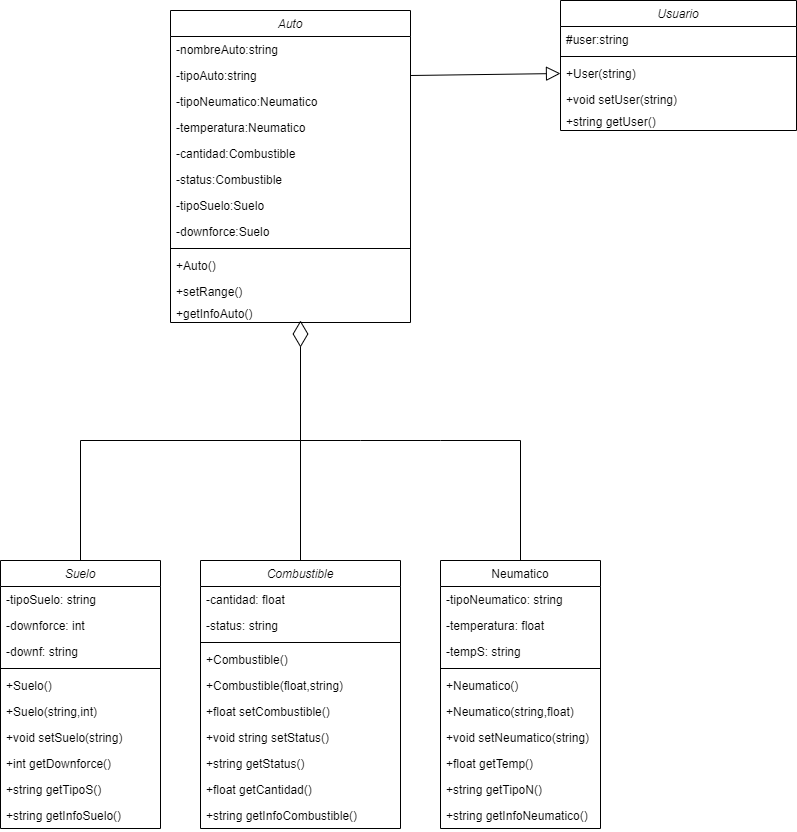 Auto
-nombreAuto:string
-tipoAuto:string
-tipoNeumatico:Neumatico
-temperatura:Neumatico
-cantidad:Combustible
-status:Combustible
-tipoSuelo:Suelo
-downforce:Suelo
+Auto()
+setRange()
+getInfoAuto()
Usuario
#user:string
+User(string)
+void setUser(string)
+string getUser()
Suelo
-tipoSuelo: string
-downforce: int
-downf: string
+Suelo()
+Suelo(string,int)
+void setSuelo(string)
+int getDownforce()
+string getTipoS()
+string getInfoSuelo()
Combustible
-cantidad: float
-status: string
+Combustible()
+Combustible(float,string)
+float setCombustible()
+void string setStatus()
+string getStatus()
+float getCantidad()
+string getInfoCombustible()
Neumatico
-tipoNeumatico: string
-temperatura: float
-tempS: string
+Neumatico()
+Neumatico(string,float)
+void setNeumatico(string)
+float getTemp()
+string getTipoN()
+string getInfoNeumatico()